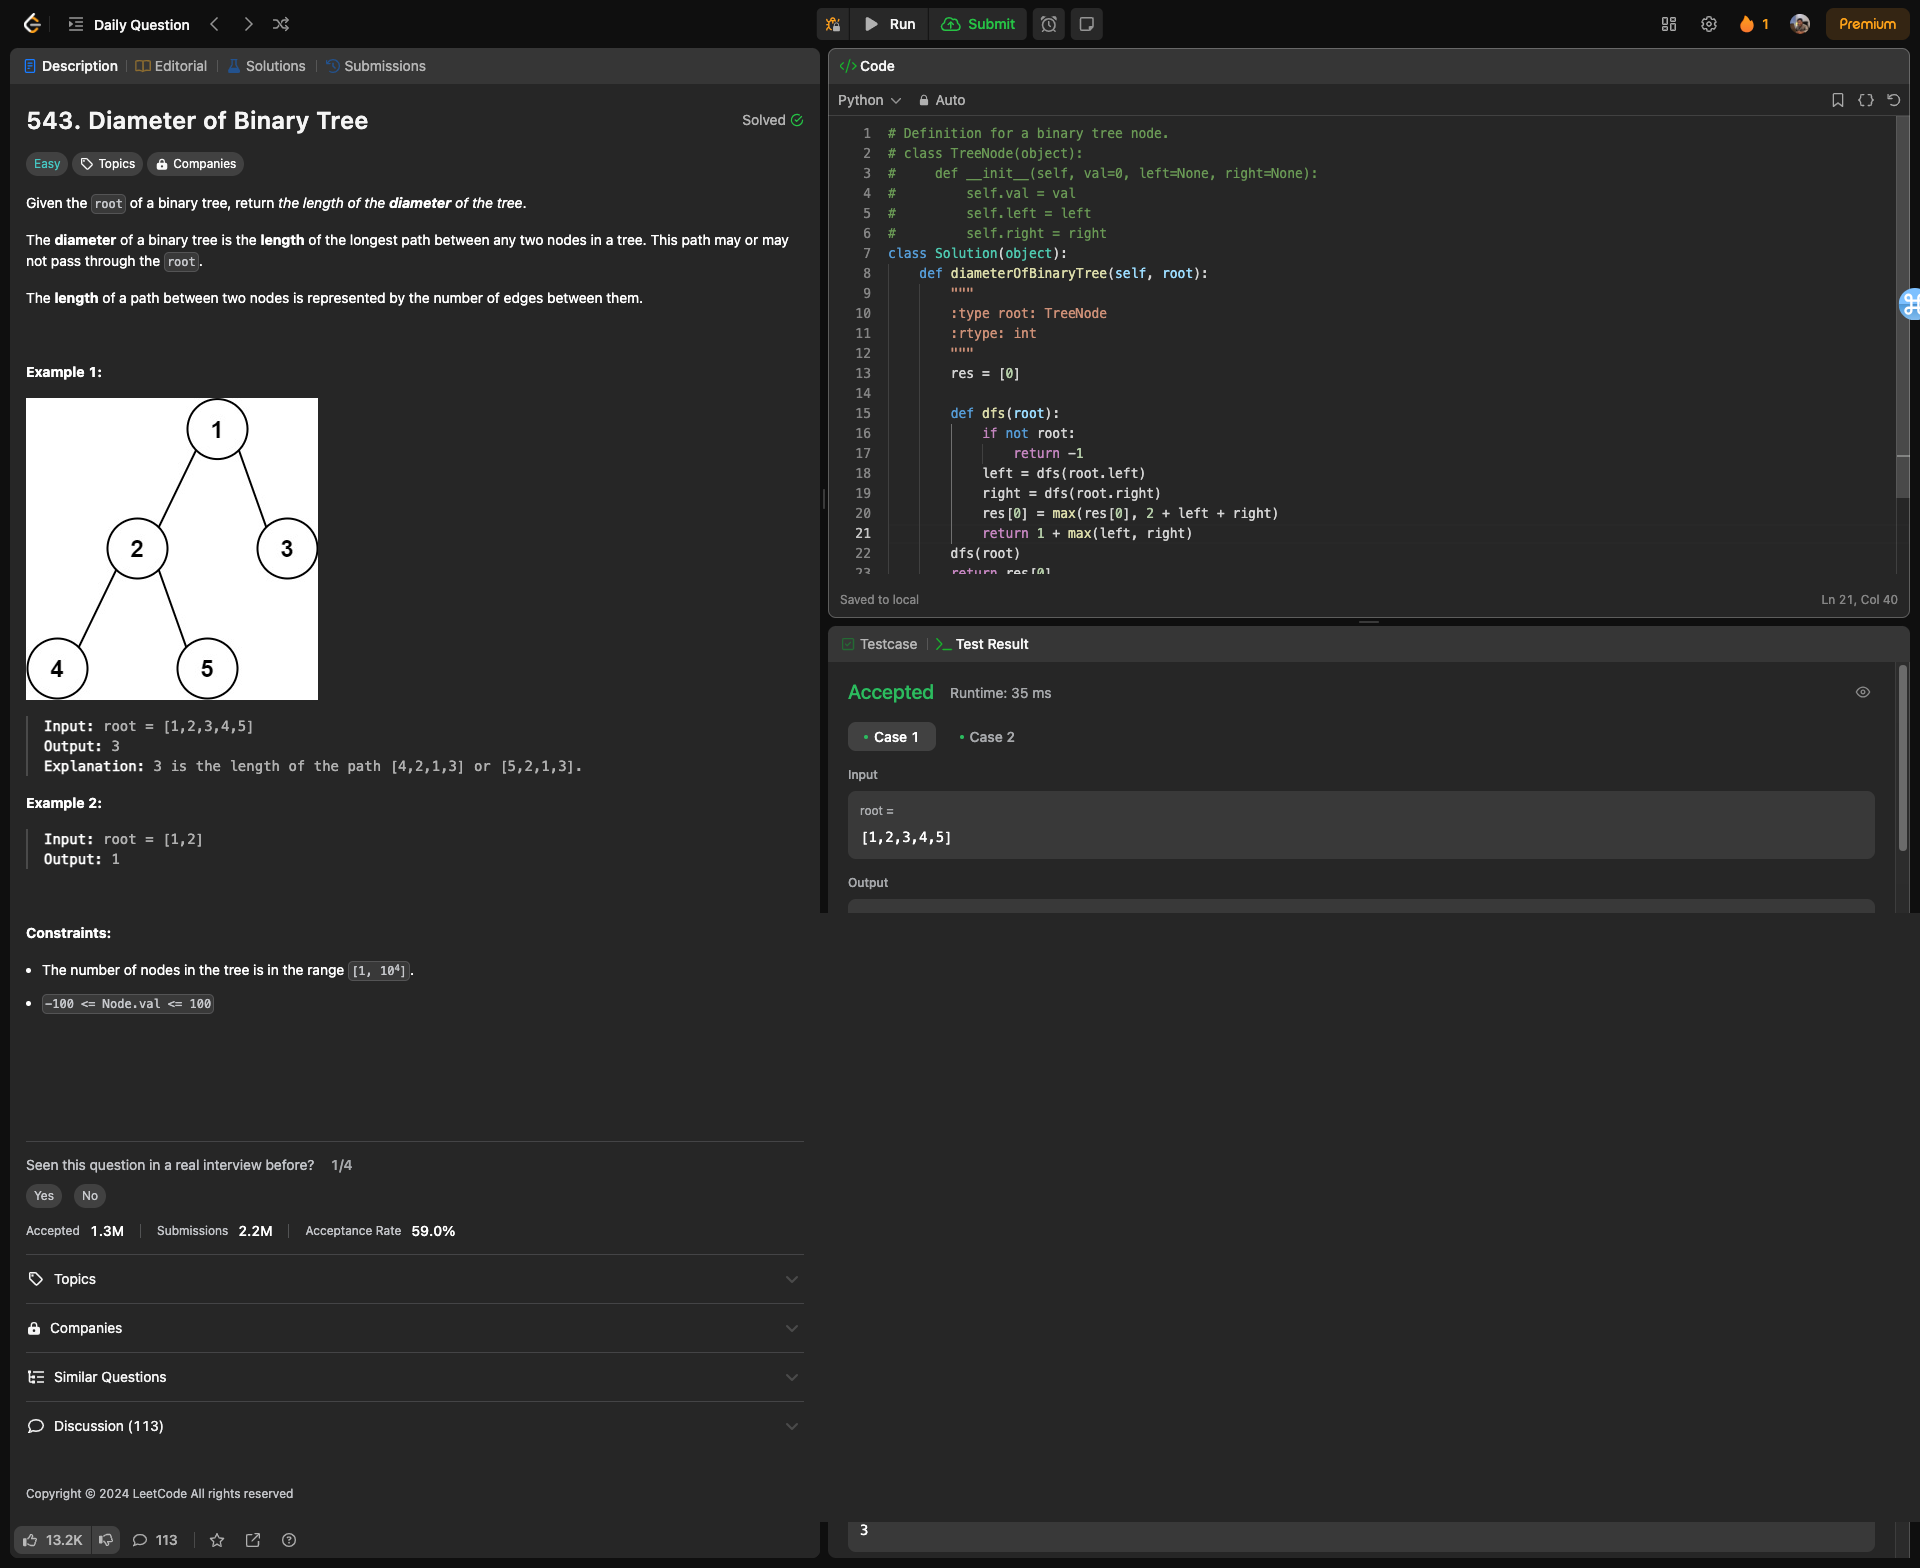 Daily Question
Run
Submit
1
Premium
Description
Editorial
Solutions
Submissions
543. Diameter of Binary Tree
Solved
Easy
Topics
Companies
Given the root of a binary tree, return the length of the diameter of the tree.
The diameter of a binary tree is the length of the longest path between any two nodes in a tree. This path may or may
not pass through the root.
The length of a path between two nodes is represented by the number of edges between them.
Example 1:
1
2
3
4
5
Input: root = [1,2,3,4,5]
Output: 3
Explanation: 3 is the length of the path [4,2,1,3] or [5,2,1,3].
Example 2:
Input: root = [1,2]
Output: 1
Constraints:
• The number of nodes in the tree is in the range [1, 10⁴].
• -100 <= Node.val <= 100
Seen this question in a real interview before? 1/4
Yes
No
Accepted 1.3M
Submissions 2.2M
Acceptance Rate 59.0%
Topics
Companies
Similar Questions
Discussion (113)
Copyright © 2024 LeetCode All rights reserved
13.2K
113
</> Code
Python
Auto
1 # Definition for a binary tree node.
2 # class TreeNode(object):
3 #     def __init__(self, val=0, left=None, right=None):
4 #         self.val = val
5 #         self.left = left
6 #         self.right = right
7 class Solution(object):
8     def diameterOfBinaryTree(self, root):
9         """
10         :type root: TreeNode
11         :rtype: int
12         """
13         res = [0]
14
15         def dfs(root):
16             if not root:
17                 return -1
18             left = dfs(root.left)
19             right = dfs(root.right)
20             res[0] = max(res[0], 2 + left + right)
21             return 1 + max(left, right)
22         dfs(root)
23         return res[0]
Saved to local
Ln 21, Col 40
Testcase
Test Result
Accepted
Runtime: 35 ms
• Case 1
• Case 2
Input
root =
[1,2,3,4,5]
Output
3